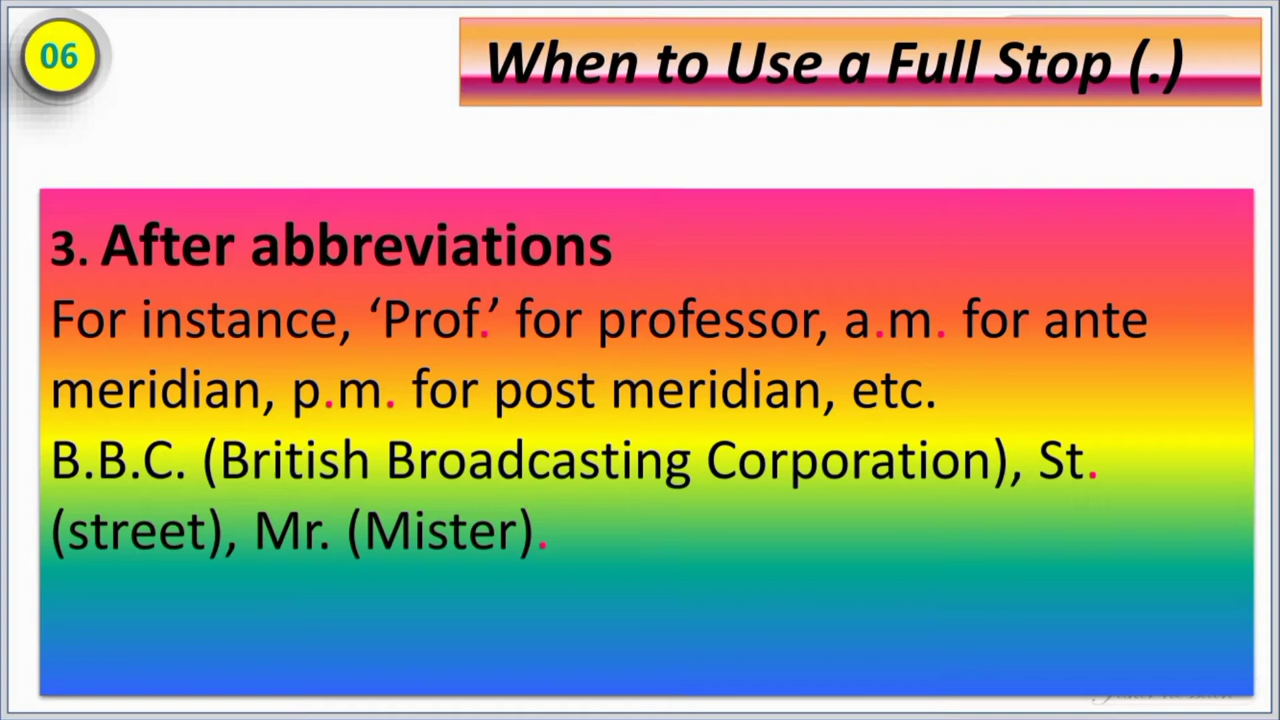 06
When to Use a Full Stop (.)
3. After abbreviations
For instance, ‘Prof.’ for professor, a.m. for ante
meridian, p.m. for post meridian, etc.
B.B.C. (British Broadcasting Corporation), St.
(street), Mr. (Mister).